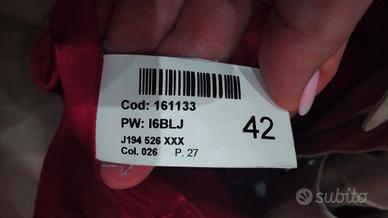 Cod: 161133
PW: I6BLJ
42
J194 526 XXX
Col. 026 P. 27
subito